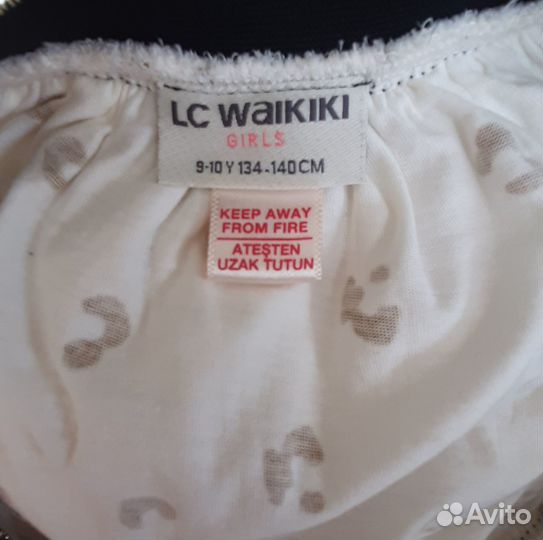 LC WAIKIKI
GIRLS
9-10 Y 134-140 CM
KEEP AWAY
FROM FIRE
ATEŞTEN
UZAK TUTUN
Avito